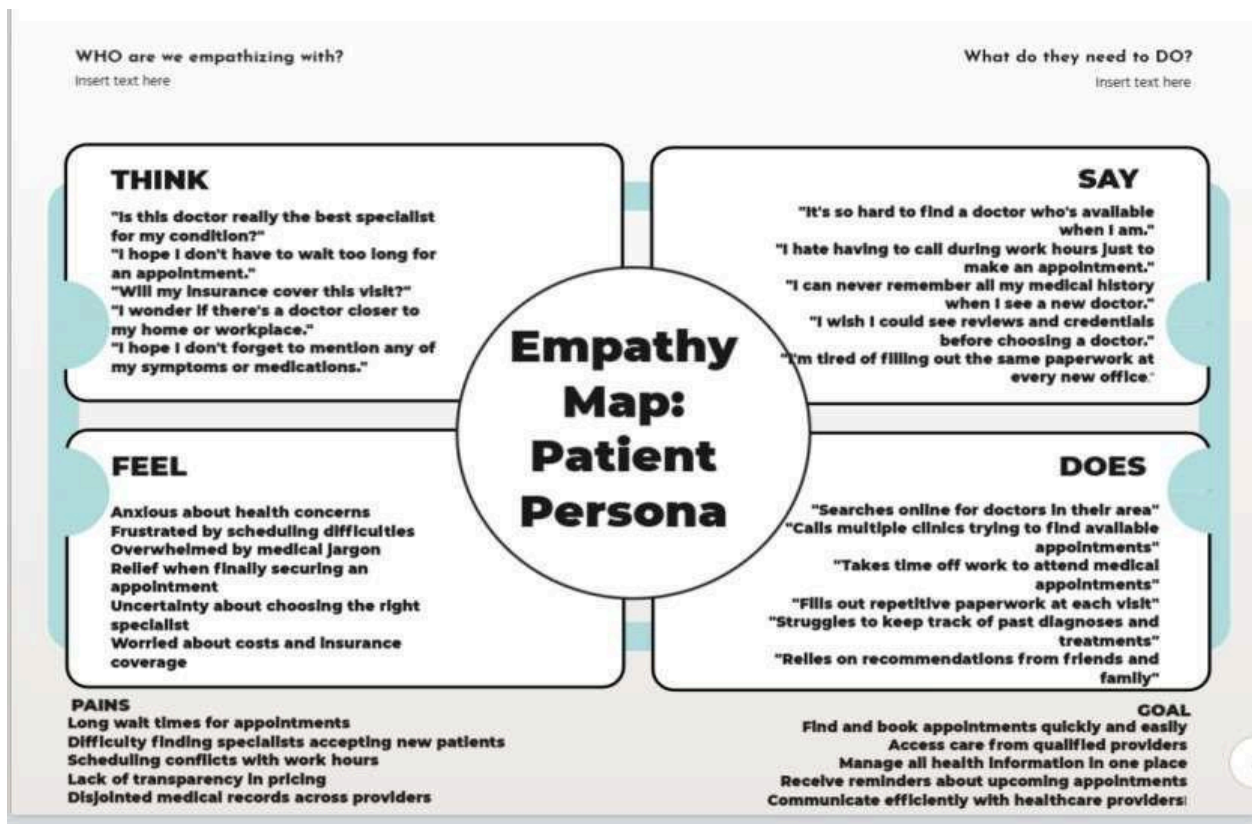 WHO are we empathizing with?
Insert text here
What do they need to DO?
Insert text here
THINK
"Is this doctor really the best specialist
for my condition?"
"I hope I don't have to wait too long for
an appointment."
"Will my insurance cover this visit?"
"I wonder if there's a doctor closer to
my home or workplace."
"I hope I don't forget to mention any of
my symptoms or medications."
SAY
"It's so hard to find a doctor who's available
when I am."
"I hate having to call during work hours just to
make an appointment."
"I can never remember all my medical history
when I see a new doctor."
"I wish I could see reviews and credentials
before choosing a doctor."
"I'm tired of filling out the same paperwork at
every new office."
Empathy
Map:
Patient
Persona
FEEL
Anxious about health concerns
Frustrated by scheduling difficulties
Overwhelmed by medical jargon
Relief when finally securing an
appointment
Uncertainty about choosing the right
specialist
Worried about costs and insurance
coverage
DOES
"Searches online for doctors in their area"
"Calls multiple clinics trying to find available
appointments"
"Takes time off work to attend medical
appointments"
"Fills out repetitive paperwork at each visit"
"Struggles to keep track of past diagnoses and
treatments"
"Relies on recommendations from friends and
family"
PAINS
Long wait times for appointments
Difficulty finding specialists accepting new patients
Scheduling conflicts with work hours
Lack of transparency in pricing
Disjointed medical records across providers
GOAL
Find and book appointments quickly and easily
Access care from qualified providers
Manage all health information in one place
Receive reminders about upcoming appointments
Communicate efficiently with healthcare providers